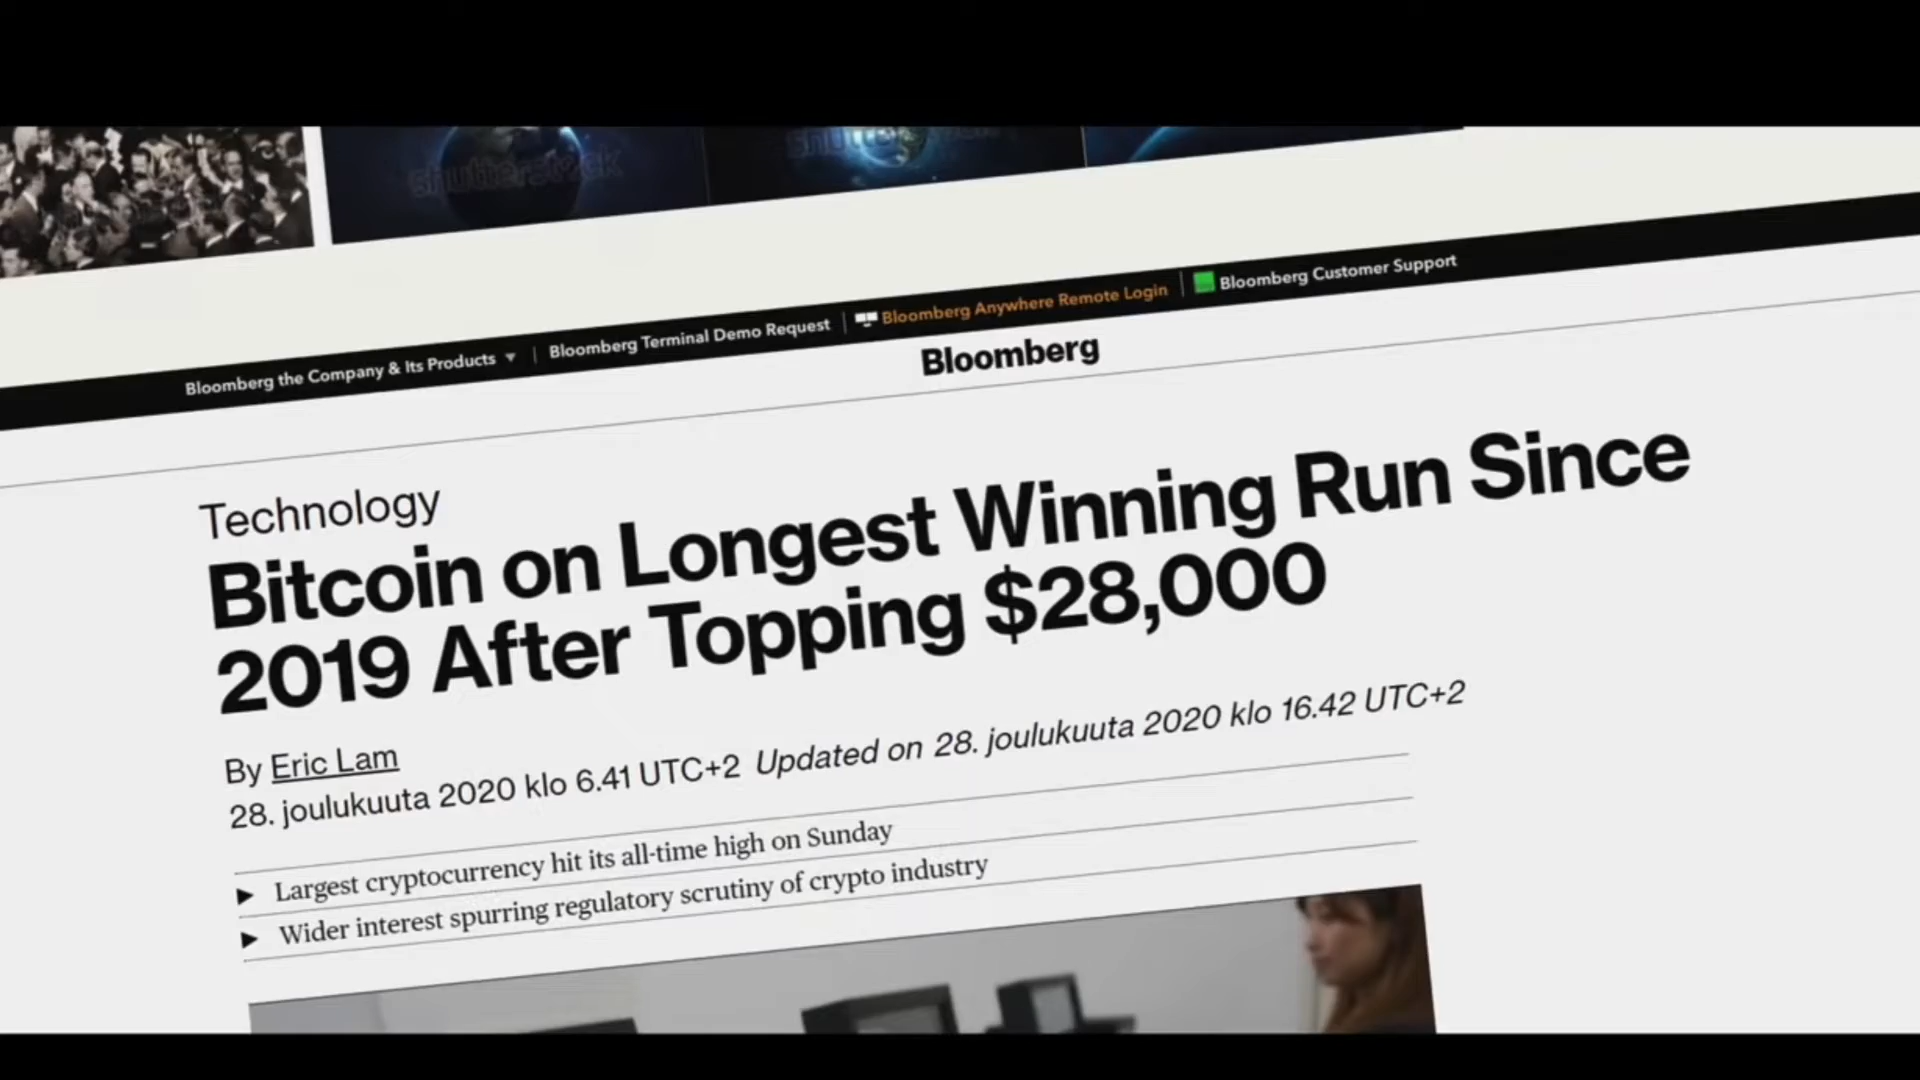 shutterstock
shutterstock
Bloomberg the Company & Its Products ▼ | Bloomberg Terminal Demo Request | Bloomberg Anywhere Remote Login | Bloomberg Customer Support
Bloomberg
Technology
Bitcoin on Longest Winning Run Since
2019 After Topping $28,000
By Eric Lam
28. joulukuuta 2020 klo 6.41 UTC+2 Updated on 28. joulukuuta 2020 klo 16.42 UTC+2
▶ Largest cryptocurrency hit its all-time high on Sunday
▶ Wider interest spurring regulatory scrutiny of crypto industry